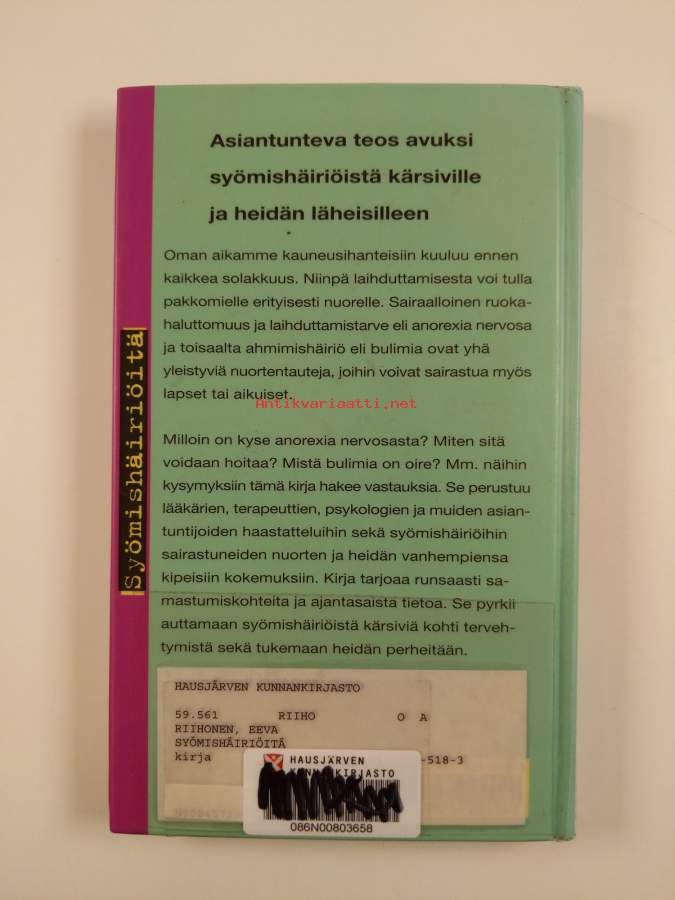 Asiantunteva teos avuksi
syömishäiriöistä kärsiville
ja heidän läheisilleen
Oman aikamme kauneusihanteisiin kuuluu ennen
kaikkea solakkuus. Niinpä laihduttamisesta voi tulla
pakkomielle erityisesti nuorelle. Sairaalloinen ruoka-
haluttomuus ja laihduttamistarve eli anorexia nervosa
ja toisaalta ahmimishäiriö eli bulimia ovat yhä
yleistyviä nuortentauteja, joihin voivat sairastua myös
lapset tai aikuiset.
Antikvariaatti.net
Milloin on kyse anorexia nervosasta? Miten sitä
voidaan hoitaa? Mistä bulimia on oire? Mm. näihin
kysymyksiin tämä kirja hakee vastauksia. Se perustuu
lääkärien, terapeuttien, psykologien ja muiden asian-
tuntijoiden haastatteluihin sekä syömishäiriöihin
sairastuneiden nuorten ja heidän vanhempiensa
kipeisiin kokemuksiin. Kirja tarjoaa runsaasti sa-
mastumiskohteita ja ajantasaista tietoa. Se pyrkii
auttamaan syömishäiriöistä kärsiviä kohti terveh-
tymistä sekä tukemaan heidän perheitään.
Syömishäiriöitä
HAUSJÄRVEN KUNNANKIRJASTO
59.561 RIIHO O A
RIIHONEN, EEVA
SYÖMISHÄIRIÖITÄ
kirja -518-3
HAUSJÄRVEN
KUNNANKIRJASTO
086N00803658